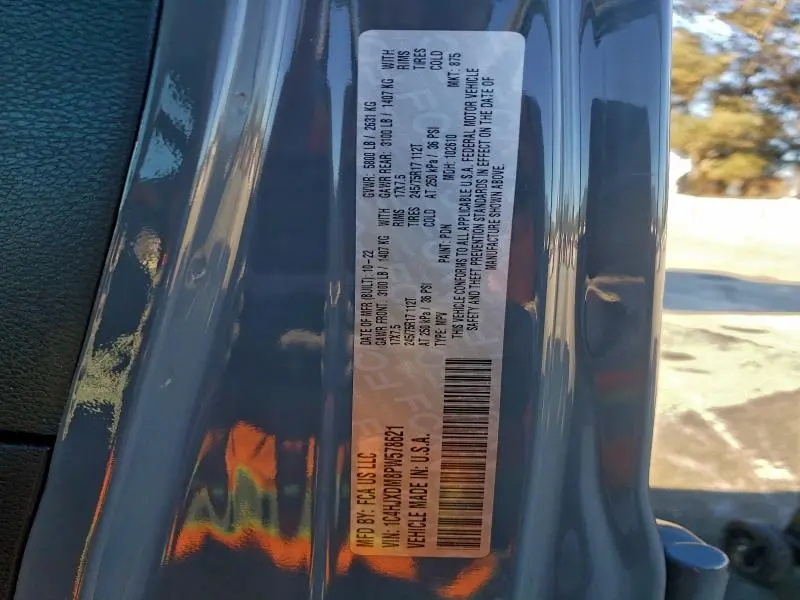 MFD BY: FCA US LLC
DATE OF MFR (BUILT): 10-22
GVWR: 5800 LB / 2631 KG
GAWR FRONT: 3100 LB / 1407 KG WITH
GAWR REAR: 3100 LB / 1407 KG WITH
17X7.5 RIMS
17X7.5 RIMS
245/75R17 112T TIRES
245/75R17 112T TIRES
AT 250 kPa / 36 PSI COLD
AT 250 kPa / 36 PSI COLD
VIN: 1C4HJXDM8PW578621
TYPE: MPV
PAINT: PDN
MDH: 102610
MKT: 875
VEHICLE MADE IN: U.S.A.
THIS VEHICLE CONFORMS TO ALL APPLICABLE U.S.A. FEDERAL MOTOR VEHICLE
SAFETY AND THEFT PREVENTION STANDARDS IN EFFECT ON THE DATE OF
MANUFACTURE SHOWN ABOVE.